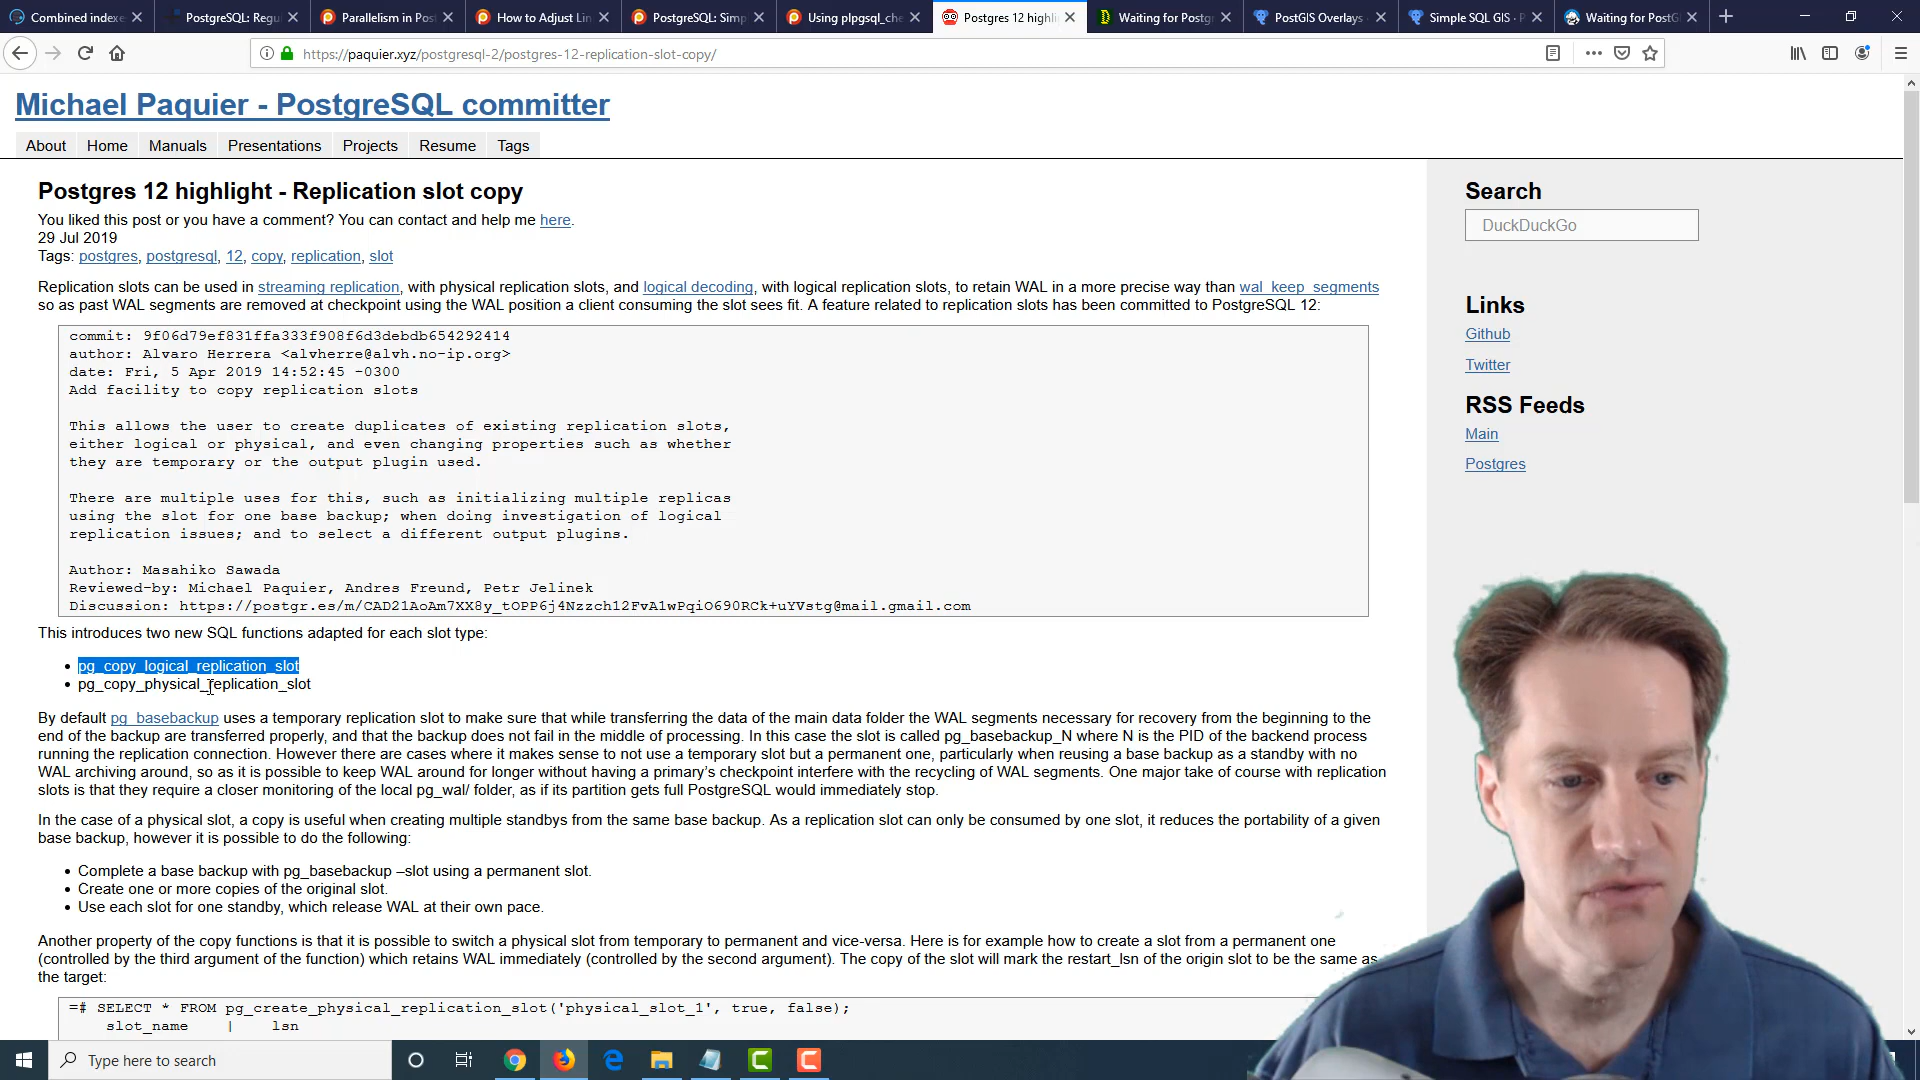 Combined indexe
PostgreSQL: Regu
Parallelism in Post
How to Adjust Lin
PostgreSQL: Simp
Using plpgsql_che
Postgres 12 highli
Waiting for Postgr
PostGIS Overlays
Simple SQL GIS · P
Waiting for PostG
https://paquier.xyz/postgresql-2/postgres-12-replication-slot-copy/
Michael Paquier - PostgreSQL committer
About Home Manuals Presentations Projects Resume Tags
Postgres 12 highlight - Replication slot copy
You liked this post or you have a comment? You can contact and help me here.
29 Jul 2019
Tags: postgres, postgresql, 12, copy, replication, slot
Replication slots can be used in streaming replication, with physical replication slots, and logical decoding, with logical replication slots, to retain WAL in a more precise way than wal_keep_segments
so as past WAL segments are removed at checkpoint using the WAL position a client consuming the slot sees fit. A feature related to replication slots has been committed to PostgreSQL 12:
commit: 9f06d79ef831ffa333f908f6d3debdb654292414
author: Alvaro Herrera <alvherre@alvh.no-ip.org>
date: Fri, 5 Apr 2019 14:52:45 -0300
Add facility to copy replication slots
This allows the user to create duplicates of existing replication slots,
either logical or physical, and even changing properties such as whether
they are temporary or the output plugin used.
There are multiple uses for this, such as initializing multiple replicas
using the slot for one base backup; when doing investigation of logical
replication issues; and to select a different output plugins.
Author: Masahiko Sawada
Reviewed-by: Michael Paquier, Andres Freund, Petr Jelinek
Discussion: https://postgr.es/m/CAD21AoAm7XX8y_tOPP6j4Nzzch12FvA1wPqiO690RCk+uYVstg@mail.gmail.com
This introduces two new SQL functions adapted for each slot type:
• pg_copy_logical_replication_slot
• pg_copy_physical_replication_slot
By default pg_basebackup uses a temporary replication slot to make sure that while transferring the data of the main data folder the WAL segments necessary for recovery from the beginning to the
end of the backup are transferred properly, and that the backup does not fail in the middle of processing. In this case the slot is called pg_basebackup_N where N is the PID of the backend process
running the replication connection. However there are cases where it makes sense to not use a temporary slot but a permanent one, particularly when reusing a base backup as a standby with no
WAL archiving around, so as it is possible to keep WAL around for longer without having a primary's checkpoint interfere with the recycling of WAL segments. One major take of course with replication
slots is that they require a closer monitoring of the local pg_wal/ folder, as if its partition gets full PostgreSQL would immediately stop.
In the case of a physical slot, a copy is useful when creating multiple standbys from the same base backup. As a replication slot can only be consumed by one slot, it reduces the portability of a given
base backup, however it is possible to do the following:
• Complete a base backup with pg_basebackup –slot using a permanent slot.
• Create one or more copies of the original slot.
• Use each slot for one standby, which release WAL at their own pace.
Another property of the copy functions is that it is possible to switch a physical slot from temporary to permanent and vice-versa. Here is for example how to create a slot from a permanent one
(controlled by the third argument of the function) which retains WAL immediately (controlled by the second argument). The copy of the slot will mark the restart_lsn of the origin slot to be the same as
the target:
=# SELECT * FROM pg_create_physical_replication_slot('physical_slot_1', true, false);
slot_name | lsn
Search
DuckDuckGo
Links
Github
Twitter
RSS Feeds
Main
Postgres
Type here to search